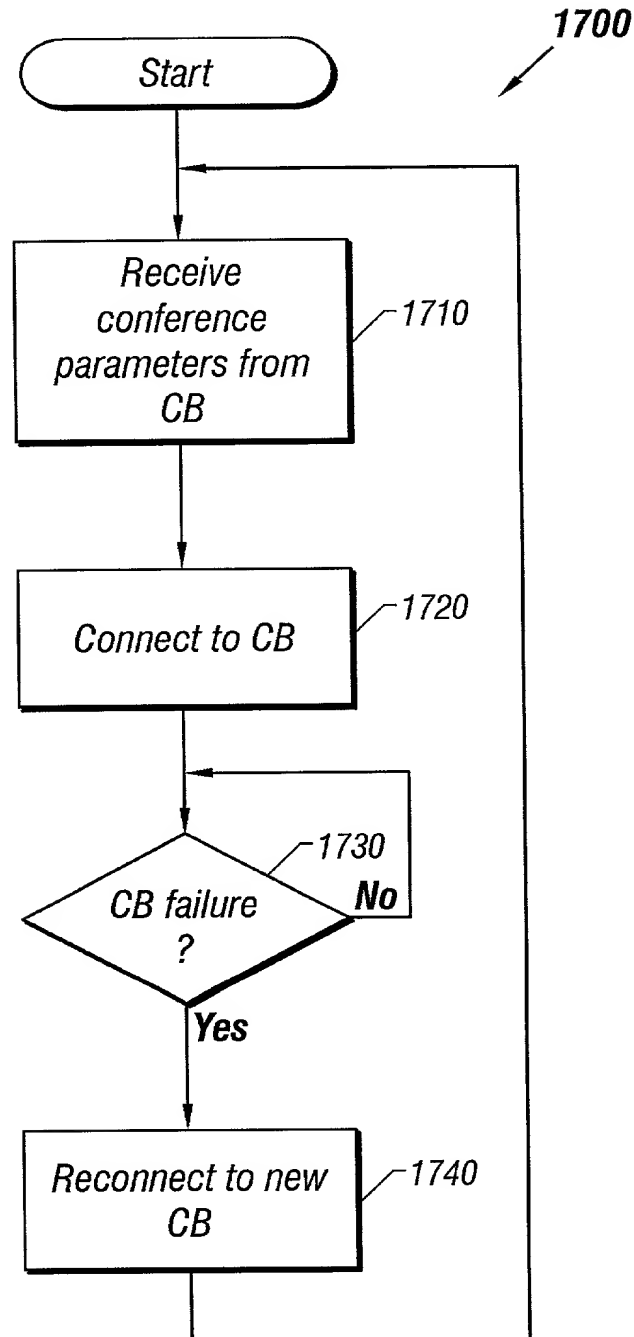 1700
Start
Receive
conference
parameters from
CB
1710
Connect to CB
1720
CB failure
?
1730
No
Yes
Reconnect to new
CB
1740